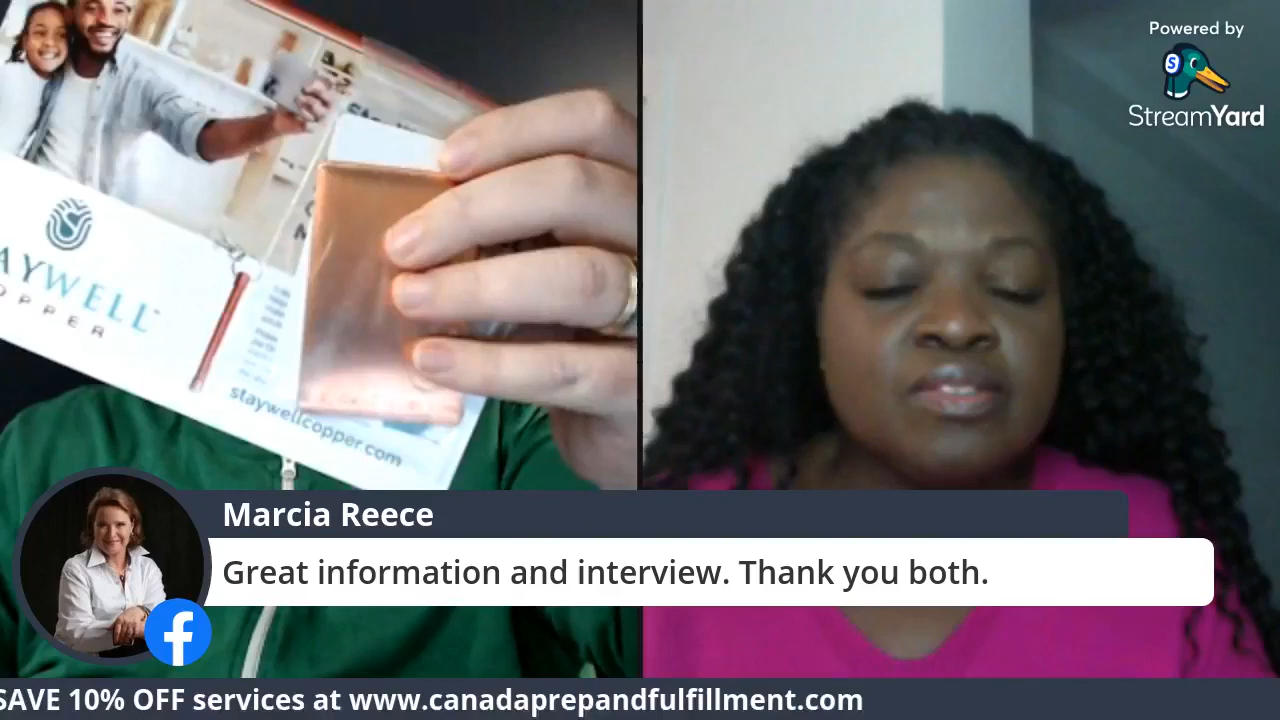 Powered by
StreamYard
AYWELL
OPPER
staywellcopper.com
Marcia Reece
Great information and interview. Thank you both.
SAVE 10% OFF services at www.canadaprepandfulfillment.com